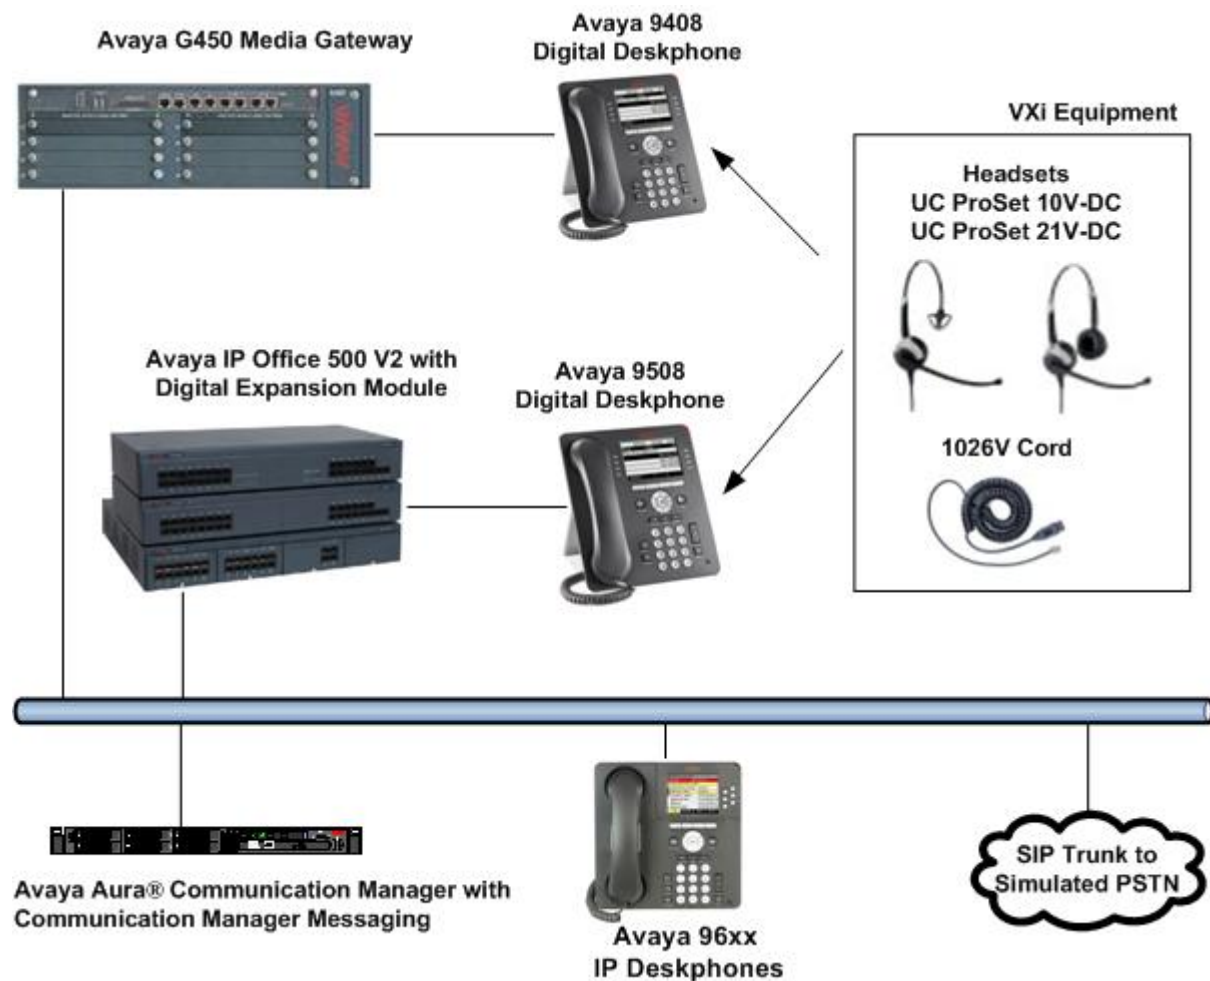 Avaya G450 Media Gateway
Avaya 9408
Digital Deskphone
AVAYA
VXi Equipment
Headsets
UC ProSet 10V-DC
UC ProSet 21V-DC
Avaya IP Office 500 V2 with
Digital Expansion Module
Avaya 9508
Digital Deskphone
1026V Cord
Avaya Aura® Communication Manager with
Communication Manager Messaging
Avaya 96xx
IP Deskphones
SIP Trunk to
Simulated PSTN